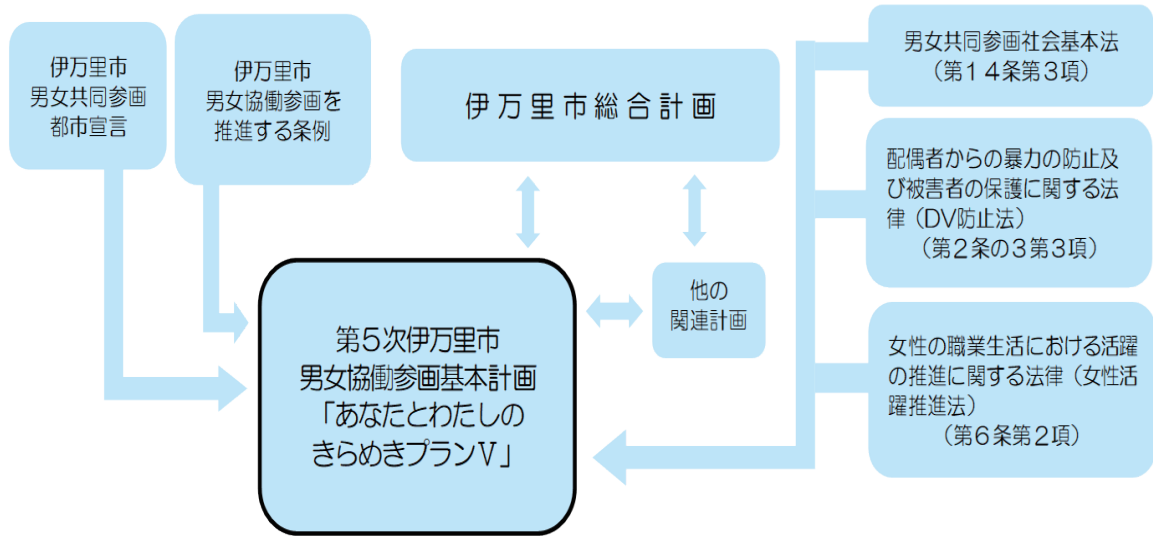 伊万里市
男女共同参画
都市宣言
伊万里市
男女協働参画を
推進する条例
伊万里市総合計画
男女共同参画社会基本法
（第１４条第３項）
配偶者からの暴力の防止及
び被害者の保護に関する法
律（DV防止法）
（第２条の３第３項）
他の
関連計画
第５次伊万里市
男女協働参画基本計画
「あなたとわたしの
きらめきプランⅤ」
女性の職業生活における活躍
の推進に関する法律（女性活
躍推進法）
（第６条第２項）